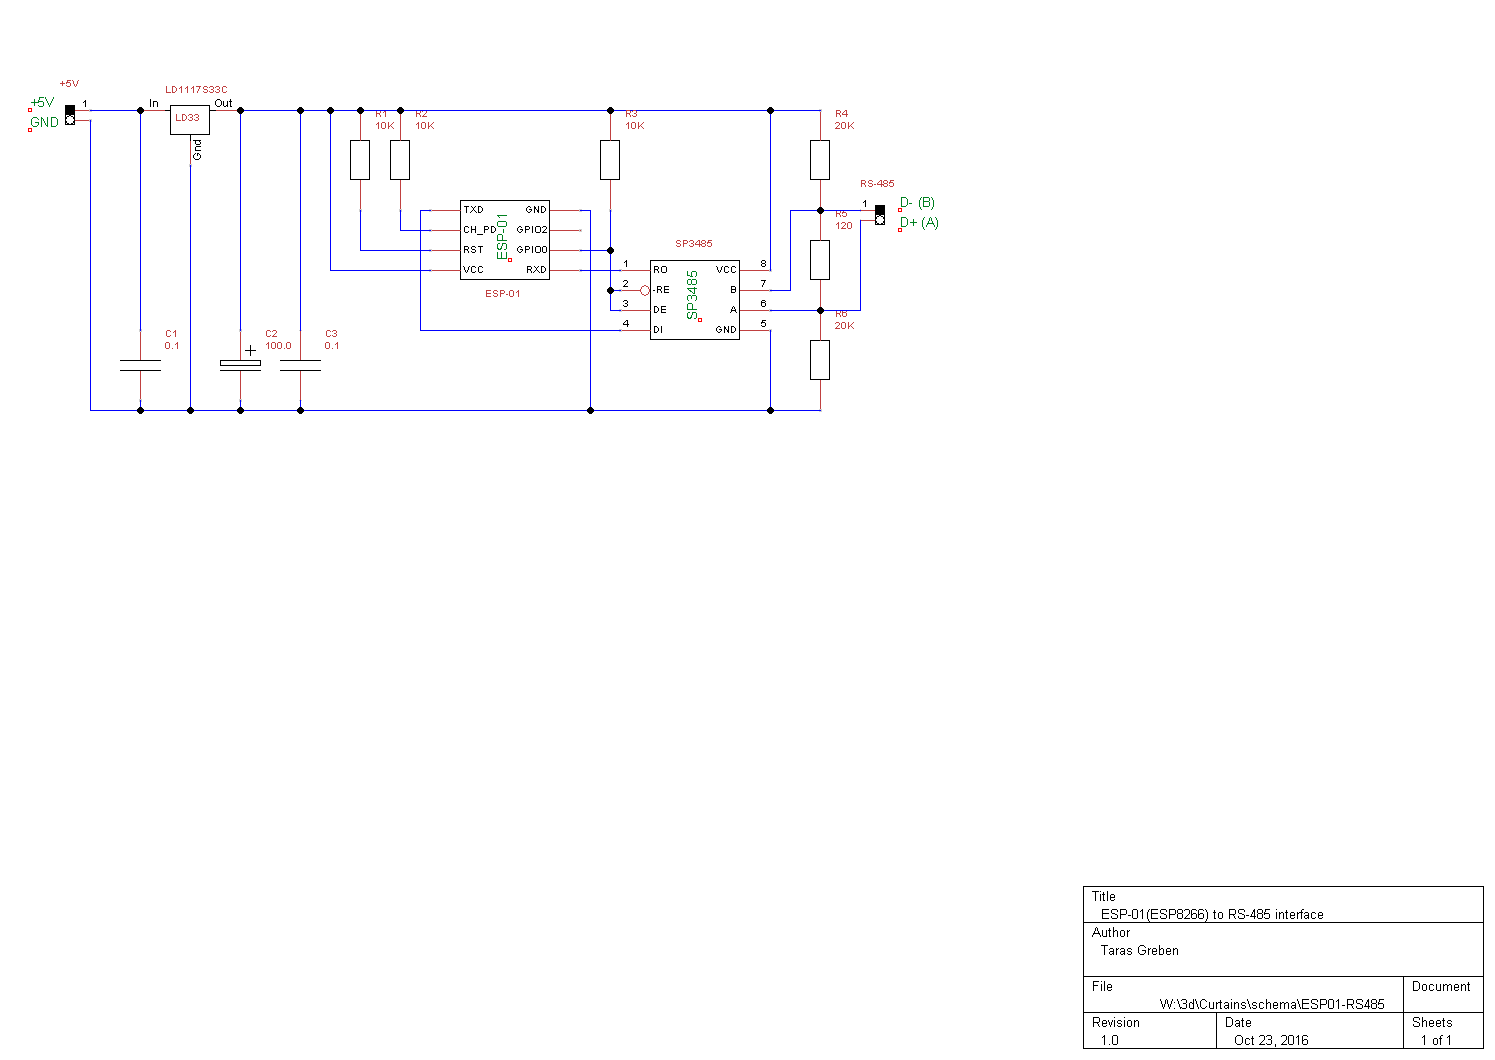 +5V
+5V
GND
1
In
LD1117S33C
LD33
Out
Gnd
R1
10K
R2
10K
R3
10K
R4
20K
RS-485
1
D- (B)
D+ (A)
R5
120
R6
20K
TXD
CH_PD
RST
VCC
ESP-01
GND
GPIO2
GPIO0
RXD
ESP-01
SP3485
1
2
3
4
RO
-RE
DE
DI
SP3485
VCC
B
A
GND
8
7
6
5
C1
0.1
+
C2
100.0
C3
0.1
Title
ESP-01(ESP8266) to RS-485 interface
Author
Taras Greben
File
W:\3d\Curtains\schema\ESP01-RS485
Document
Revision
1.0
Date
Oct 23, 2016
Sheets
1 of 1